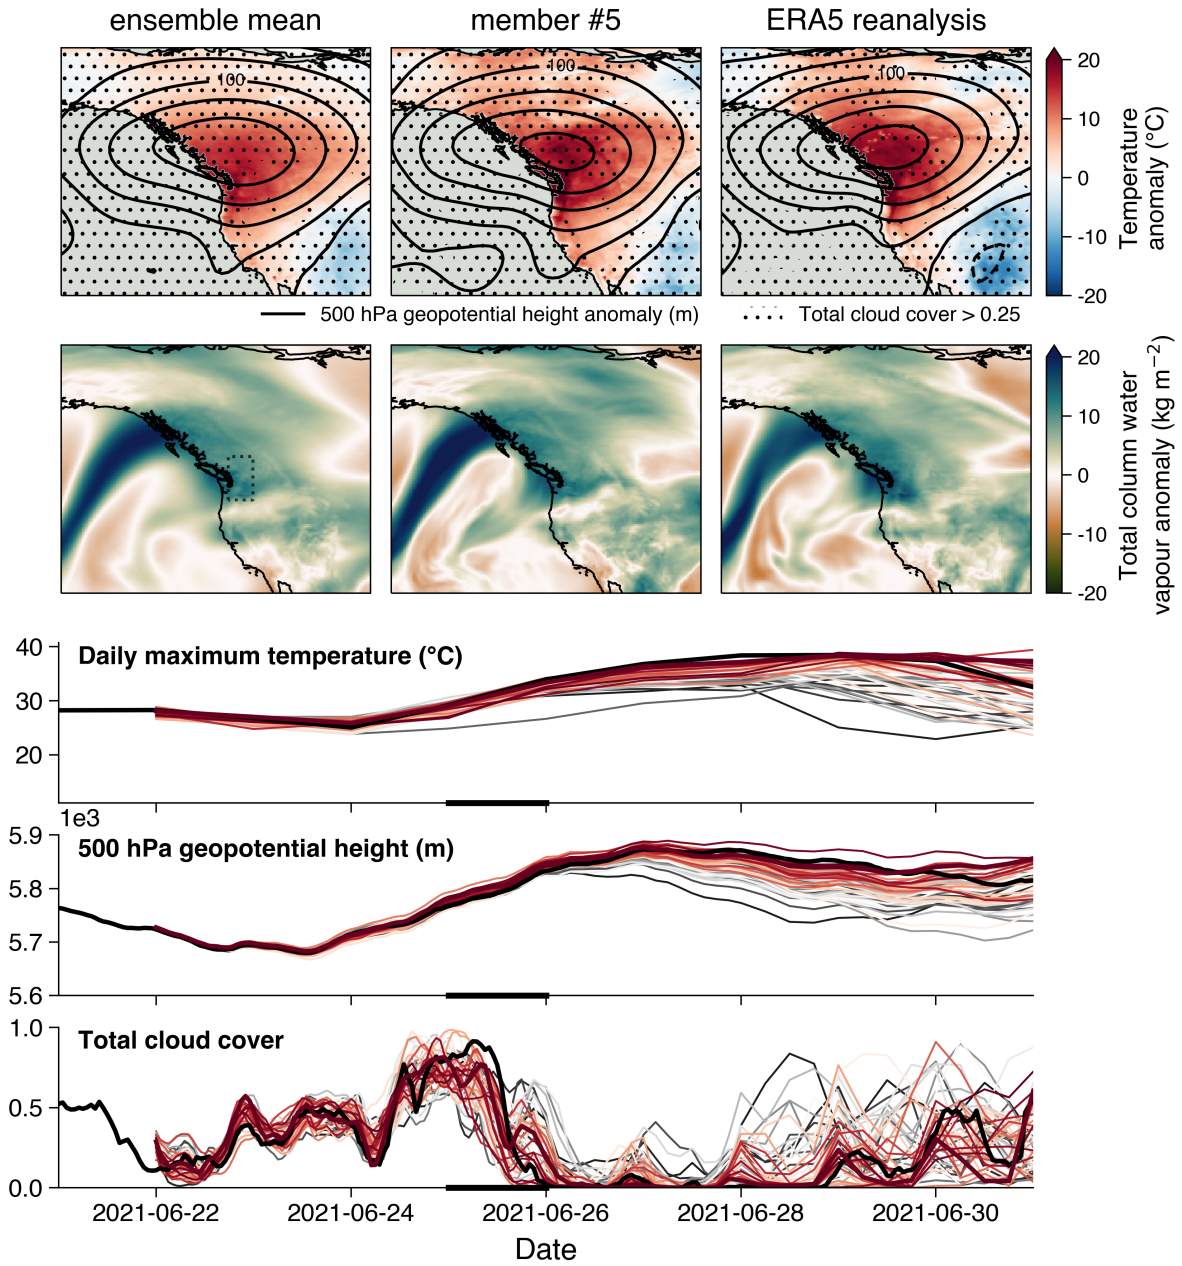 ensemble mean
member #5
ERA5 reanalysis
100
100
100
20
10
0
-10
-20
Temperature
anomaly (°C)
500 hPa geopotential height anomaly (m)
Total cloud cover > 0.25
20
10
0
-10
-20
Total column water
vapour anomaly (kg m−2)
40
30
20
Daily maximum temperature (°C)
1e3
5.9
5.8
5.7
5.6
500 hPa geopotential height (m)
1.0
0.5
0.0
Total cloud cover
2021-06-22
2021-06-24
2021-06-26
2021-06-28
2021-06-30
Date